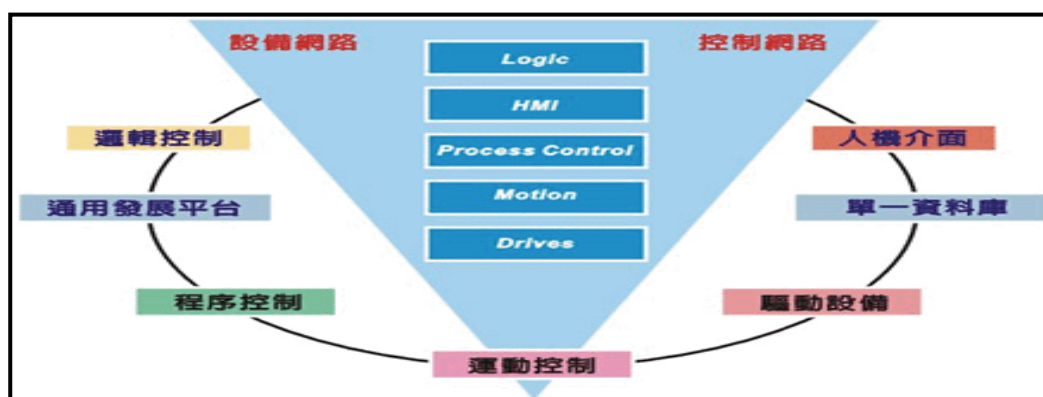 設備網路
控制網路
Logic
HMI
Process Control
Motion
Drives
邏輯控制
人機介面
通用發展平台
單一資料庫
程序控制
驅動設備
運動控制